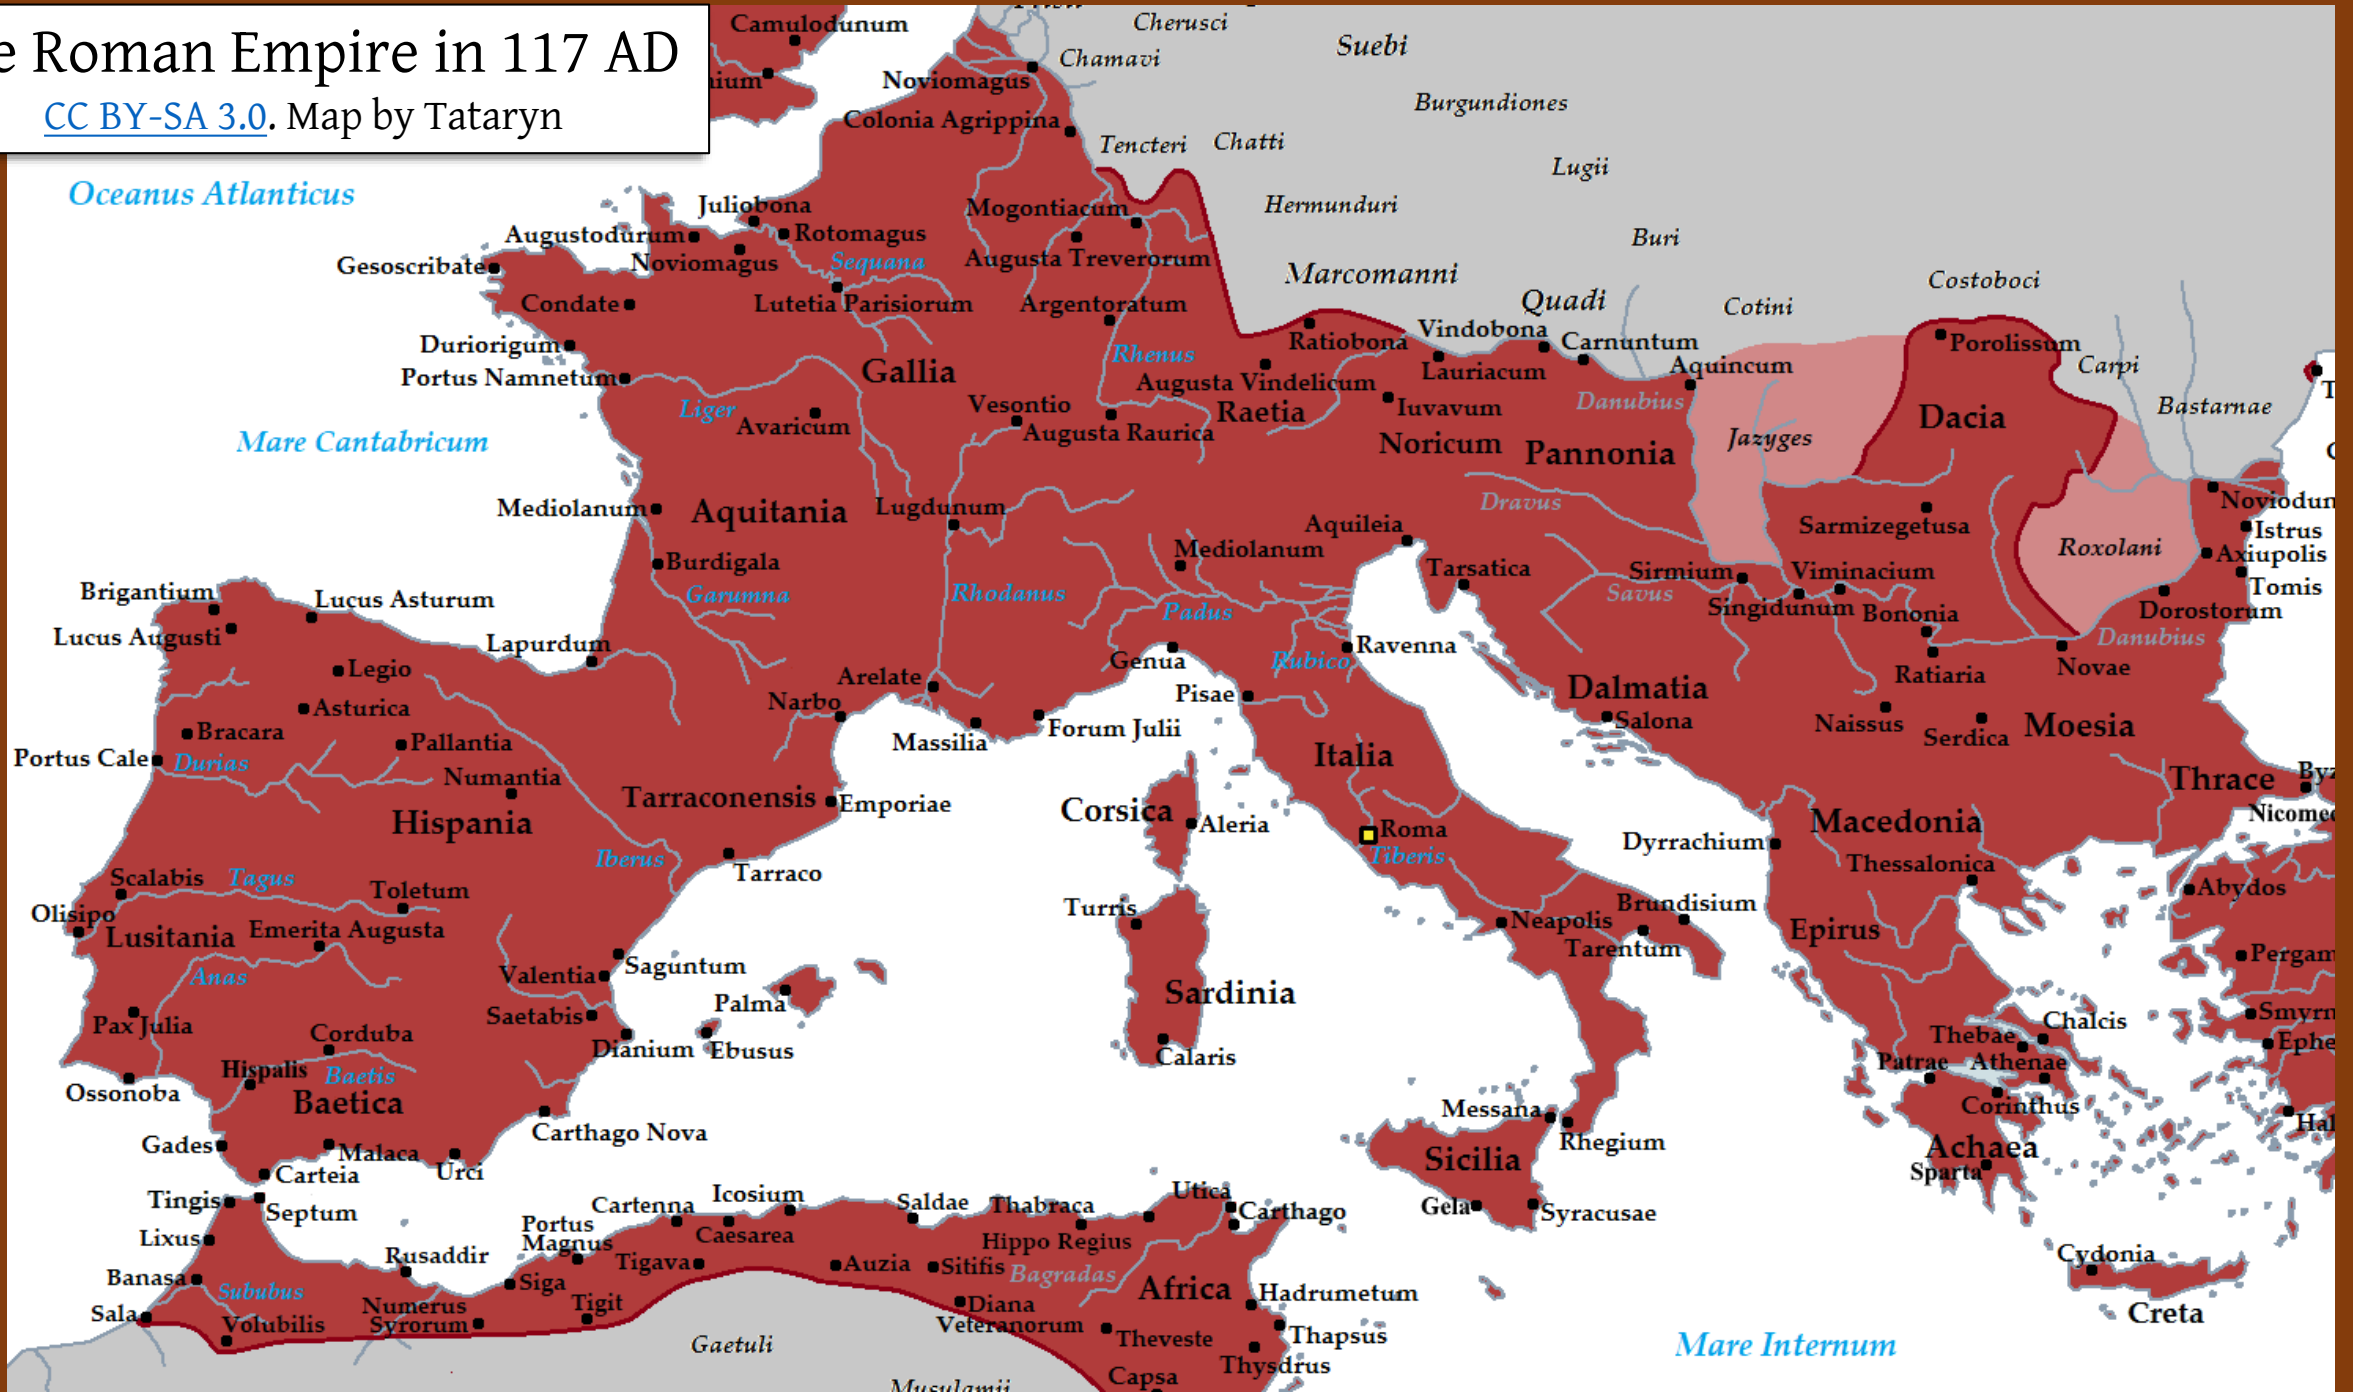 e Roman Empire in 117 AD
CC BY-SA 3.0. Map by Tataryn
Camulodunum
Cherusci
Suebi
Chamavi
Noviomagus
Burgundiones
Colonia Agrippina
Tencteri
Chatti
Lugii
Oceanus Atlanticus
Juliobona
Mogontiacum
Hermunduri
Augustodurum
Rotomagus
Buri
Noviomagus
Sequana
Augusta Treverorum
Gesoscribate
Marcomanni
Costoboci
Condate
Lutetia Parisiorum
Argentoratum
Quadi
Cotini
Duriorigum
Vindobona
Carnuntum
Ratiobona
Porolissum
Portus Namnetum
Gallia
Rhenus
Lauriacum
Aquincum
Carpi
Augusta Vindelicum
Liger
Vesontio
Raetia
Iuvavum
Danubius
Dacia
Bastarnae
Avaricum
Augusta Raurica
Noricum
Pannonia
Jazyges
Mare Cantabricum
Mediolanum
Aquitania
Lugdunum
Dravus
Noviodun
Aquileia
Sarmizegetusa
Istrus
Burdigala
Mediolanum
Tarsatica
Roxolani
Axiupolis
Brigantium
Lucus Asturum
Garumna
Rhodanus
Padus
Sirmium
Savus
Viminacium
Tomis
Singidunum
Bononia
Dorostorum
Lucus Augusti
Lapurdum
Genua
Rubico
Ravenna
Danubius
Legio
Arelate
Pisae
Ratiaria
Novae
Asturica
Narbo
Dalmatia
Salona
Bracara
Pallantia
Massilia
Forum Julii
Naissus
Serdica
Moesia
Portus Cale
Durias
Numantia
Italia
Thrace
Byz
Tarraconensis
Emporiae
Corsica
Aleria
Nicomed
Hispania
Roma
Macedonia
Iberus
Tiberis
Dyrrachium
Thessalonica
Tarraco
Scalabis
Tagus
Toletum
Abydos
Olisipo
Turris
Neapolis
Brundisium
Lusitania
Emerita Augusta
Tarentum
Epirus
Anas
Valentia
Saguntum
Pergam
Palma
Sardinia
Saetabis
Smyrn
Pax Julia
Corduba
Dianium
Ebusus
Calaris
Chalcis
Thebae
Ephe
Hispalis
Baetis
Patrae
Athenae
Ossonoba
Baetica
Messana
Corinthus
Hal
Carthago Nova
Rhegium
Gades
Malaca
Urci
Sicilia
Achaea
Carteia
Sparta
Tingis
Septum
Cartenna
Icosium
Saldae
Thabraca
Utica
Carthago
Gela
Syracusae
Lixus
Portus
Magnus
Caesarea
Hippo Regius
Rusaddir
Tigava
Auzia
Sitifis
Bagradas
Cydonia
Banasa
Sububus
Siga
Africa
Hadrumetum
Sala
Volubilis
Numerus
Syrorum
Tigit
Diana
Veteranorum
Creta
Gaetuli
Theveste
Thapsus
Mare Internum
Thysdrus
Capsa
Musulamii